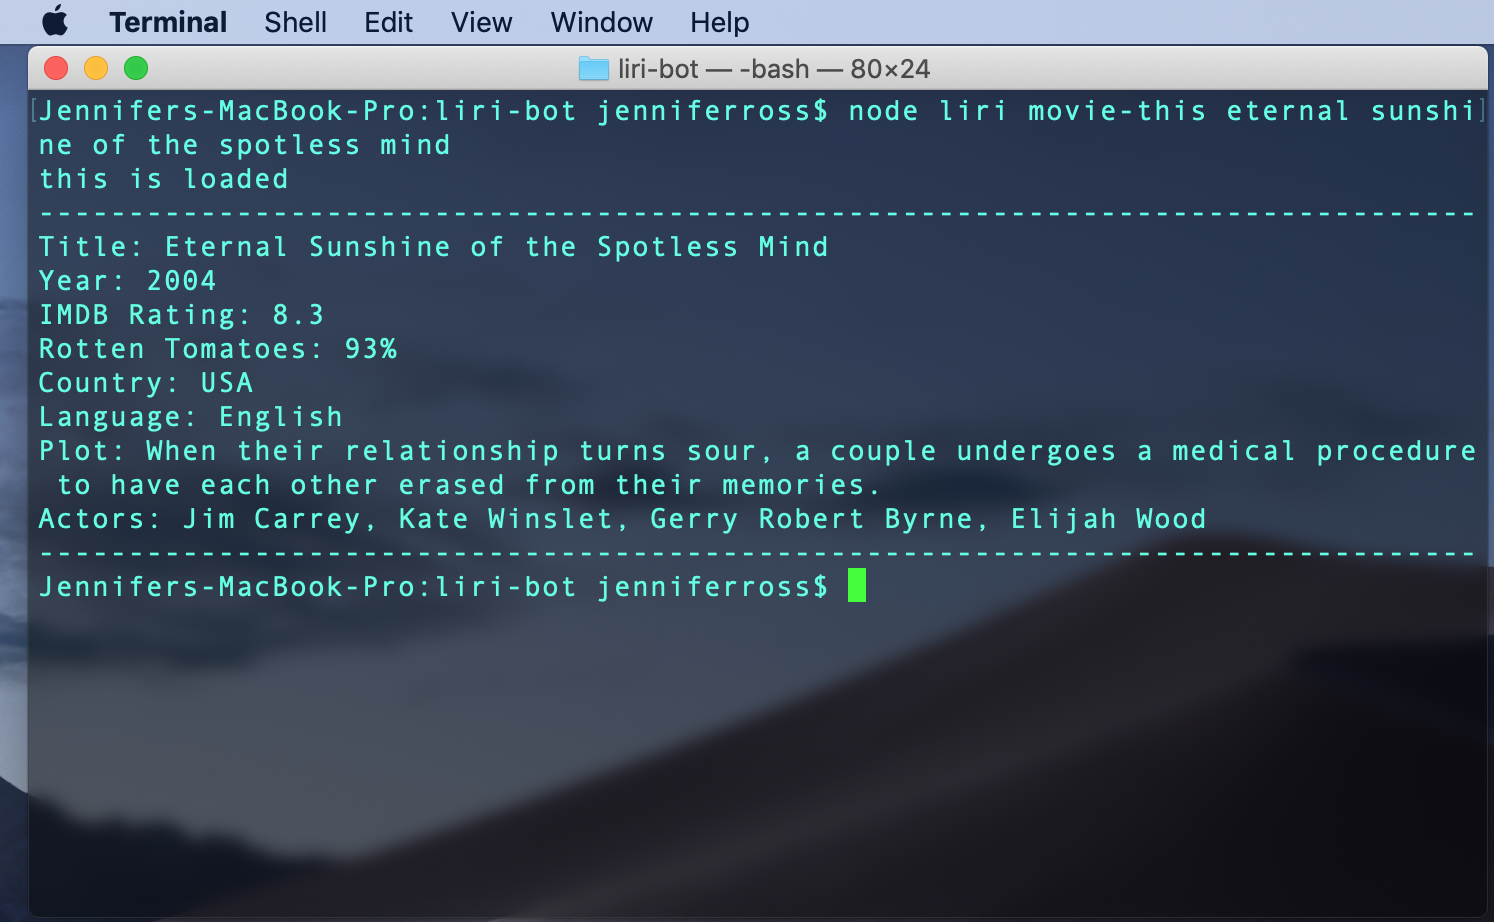 Terminal Shell Edit View Window Help
liri-bot — -bash — 80×24
[Jennifers-MacBook-Pro:liri-bot jenniferross$ node liri movie-this eternal sunshi]
ne of the spotless mind
this is loaded
--------------------------------------------------------------------------------
Title: Eternal Sunshine of the Spotless Mind
Year: 2004
IMDB Rating: 8.3
Rotten Tomatoes: 93%
Country: USA
Language: English
Plot: When their relationship turns sour, a couple undergoes a medical procedure
 to have each other erased from their memories.
Actors: Jim Carrey, Kate Winslet, Gerry Robert Byrne, Elijah Wood
--------------------------------------------------------------------------------
Jennifers-MacBook-Pro:liri-bot jenniferross$